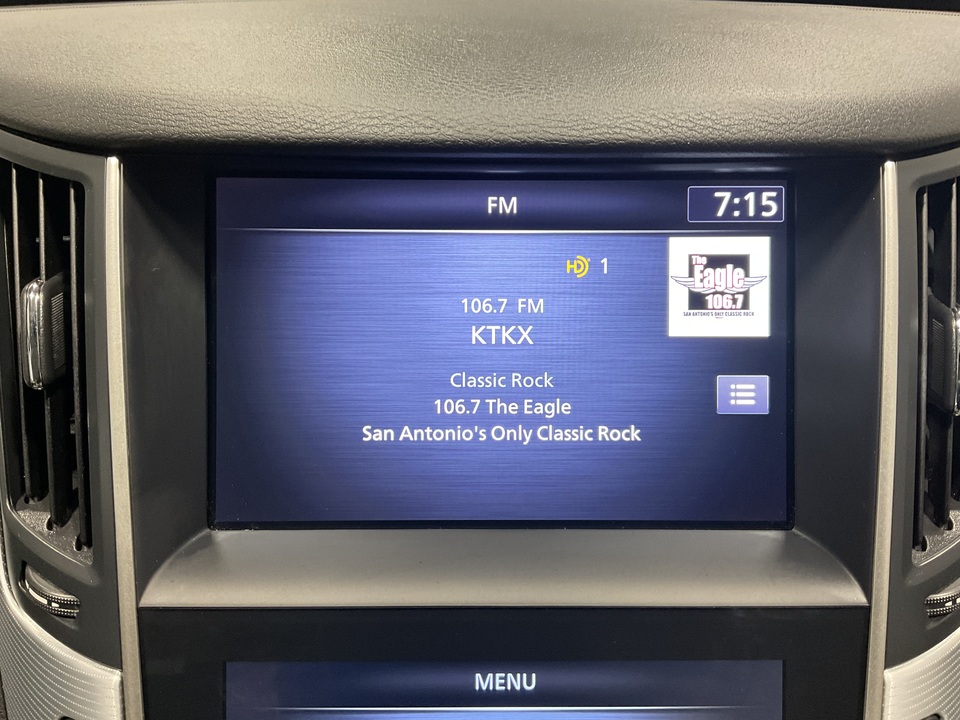 FM
7:15
HD 1
The
Eagle
106.7
SAN ANTONIO'S ONLY CLASSIC ROCK
106.7 FM
KTKX
Classic Rock
106.7 The Eagle
San Antonio's Only Classic Rock
MENU